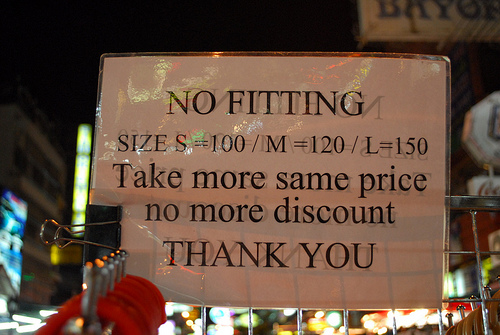 NO FITTING
SIZE S =100 / M =120 / L=150
Take more same price
no more discount
THANK YOU